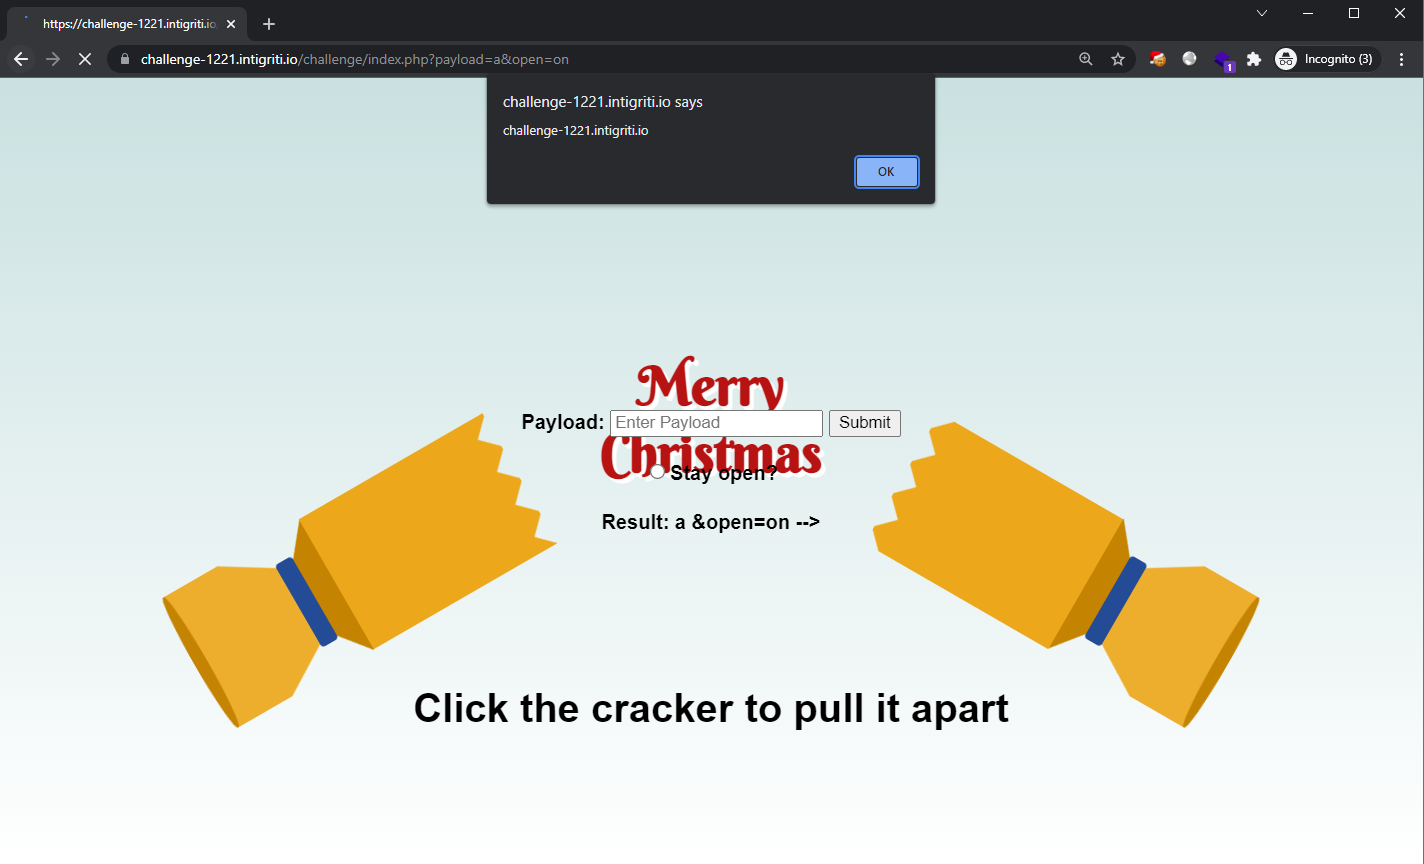 https://challenge-1221.intigriti.io
challenge-1221.intigriti.io/challenge/index.php?payload=a&open=on
1
Incognito (3)
challenge-1221.intigriti.io says
challenge-1221.intigriti.io
OK
Merry
Payload: Enter Payload Submit
Christmas
Stay open?
Result: a &open=on -->
Click the cracker to pull it apart